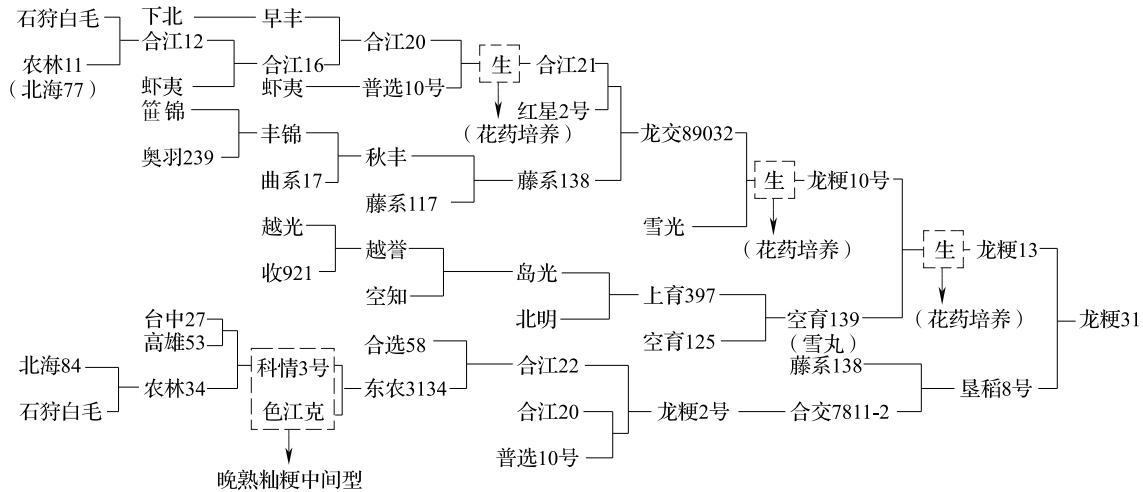 石狩白毛
农林11
（北海77）
下北
合江12
虾夷
笹锦
奥羽239
早丰
合江16
虾夷
丰锦
曲系17
越光
收921
合江20
普选10号
秋丰
藤系117
越誉
空知
生
（花药培养）
合江21
红星2号
藤系138
岛光
北明
龙交89032
雪光
上育397
空育125
生
（花药培养）
龙粳10号
空育139
（雪丸）
生
（花药培养）
龙粳13
龙粳31
北海84
石狩白毛
台中27
高雄53
农林34
科情3号
色江克
晚熟籼粳中间型
合选58
东农3134
合江22
合江20
普选10号
龙粳2号
藤系138
合交7811-2
垦稻8号